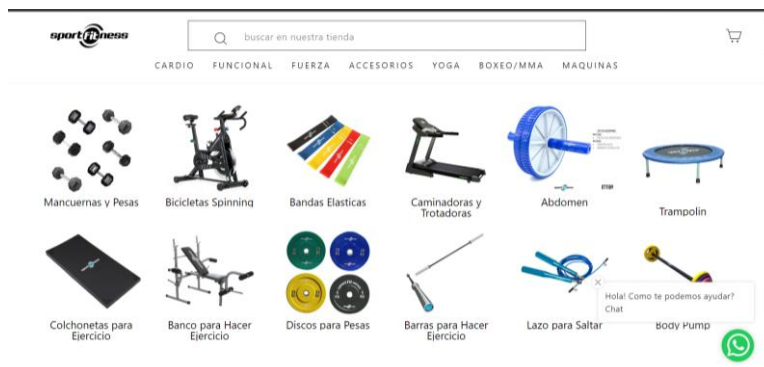 sportfitness
buscar en nuestra tienda
CARDIO FUNCIONAL FUERZA ACCESORIOS YOGA BOXEO/MMA MAQUINAS
Mancuernas y Pesas
Bicicletas Spinning
Bandas Elasticas
Caminadoras y
Trotadoras
Abdomen
Trampolin
Colchonetas para
Ejercicio
Banco para Hacer
Ejercicio
Discos para Pesas
Barras para Hacer
Ejercicio
Lazo para Saltar
Body Pump
Hola! Como te podemos ayudar?
Chat